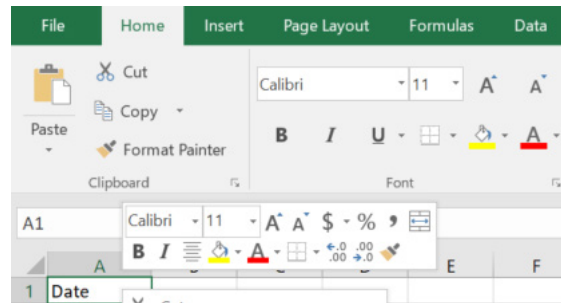 File Home Insert Page Layout Formulas Data
Cut
Calibri 11 A A
Copy
Paste
B I U A
Format Painter
Clipboard Font
A1
Calibri 11 A A $ % ,
B I A .0 .00 .00 .0
A E F
1 Date